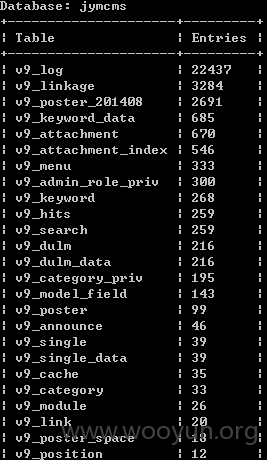 Database: jymcms
+---------------------+---------+
| Table | Entries |
+---------------------+---------+
| v9_log | 22437 |
| v9_linkage | 3284 |
| v9_poster_201408 | 2691 |
| v9_keyword_data | 685 |
| v9_attachment | 670 |
| v9_attachment_index | 546 |
| v9_menu | 333 |
| v9_admin_role_priv | 300 |
| v9_keyword | 268 |
| v9_hits | 259 |
| v9_search | 259 |
| v9_dulm | 216 |
| v9_dulm_data | 216 |
| v9_category_priv | 195 |
| v9_model_field | 143 |
| v9_poster | 99 |
| v9_announce | 46 |
| v9_single | 39 |
| v9_single_data | 39 |
| v9_cache | 35 |
| v9_category | 33 |
| v9_module | 26 |
| v9_link | 20 |
| v9_poster_space | 18 |
| v9_position | 12 |
www.wooyun.org